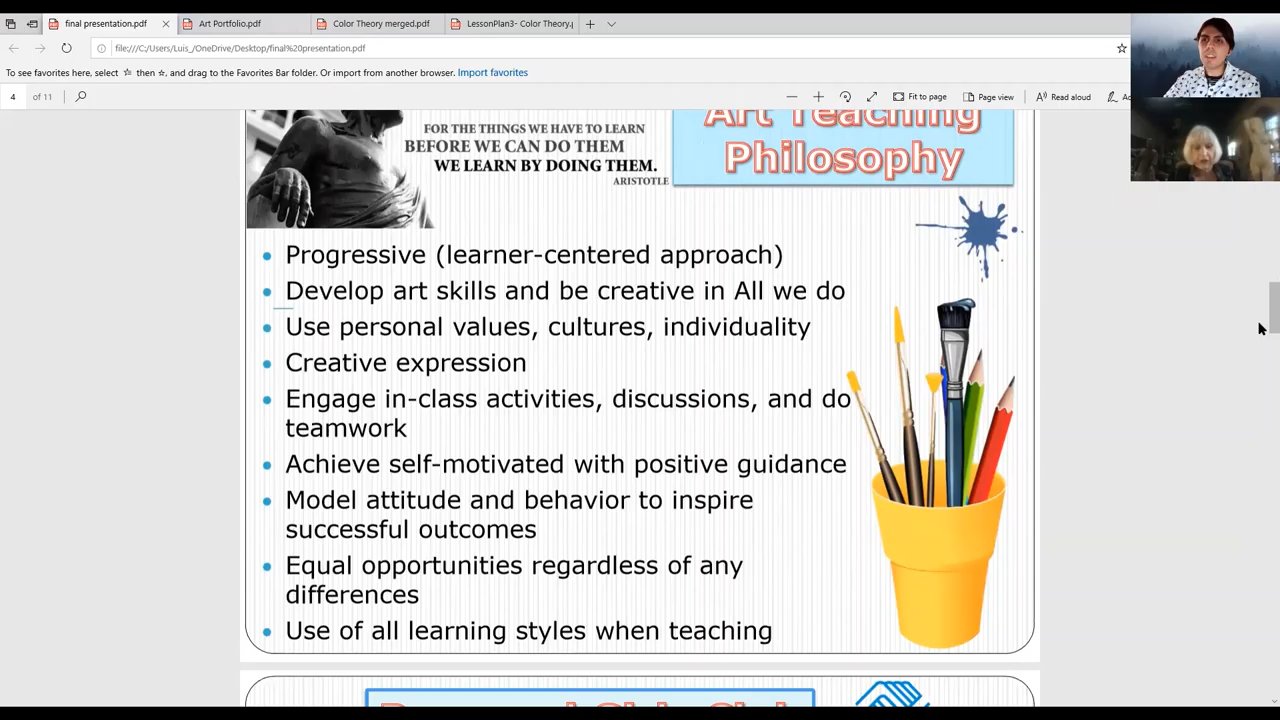 final presentation.pdf
Art Portfolio.pdf
Color Theory merged.pdf
LessonPlan3- Color Theory.p
file:///C:/Users/Luis_/OneDrive/Desktop/final%20presentation.pdf
To see favorites here, select ☆ then ☆, and drag to the Favorites Bar folder. Or import from another browser. Import favorites
4 of 11
Fit to page
Page view
Read aloud
FOR THE THINGS WE HAVE TO LEARN
BEFORE WE CAN DO THEM
WE LEARN BY DOING THEM.
ARISTOTLE
Art Teaching
Philosophy
• Progressive (learner-centered approach)
• Develop art skills and be creative in All we do
• Use personal values, cultures, individuality
• Creative expression
• Engage in-class activities, discussions, and do
teamwork
• Achieve self-motivated with positive guidance
• Model attitude and behavior to inspire
successful outcomes
• Equal opportunities regardless of any
differences
• Use of all learning styles when teaching